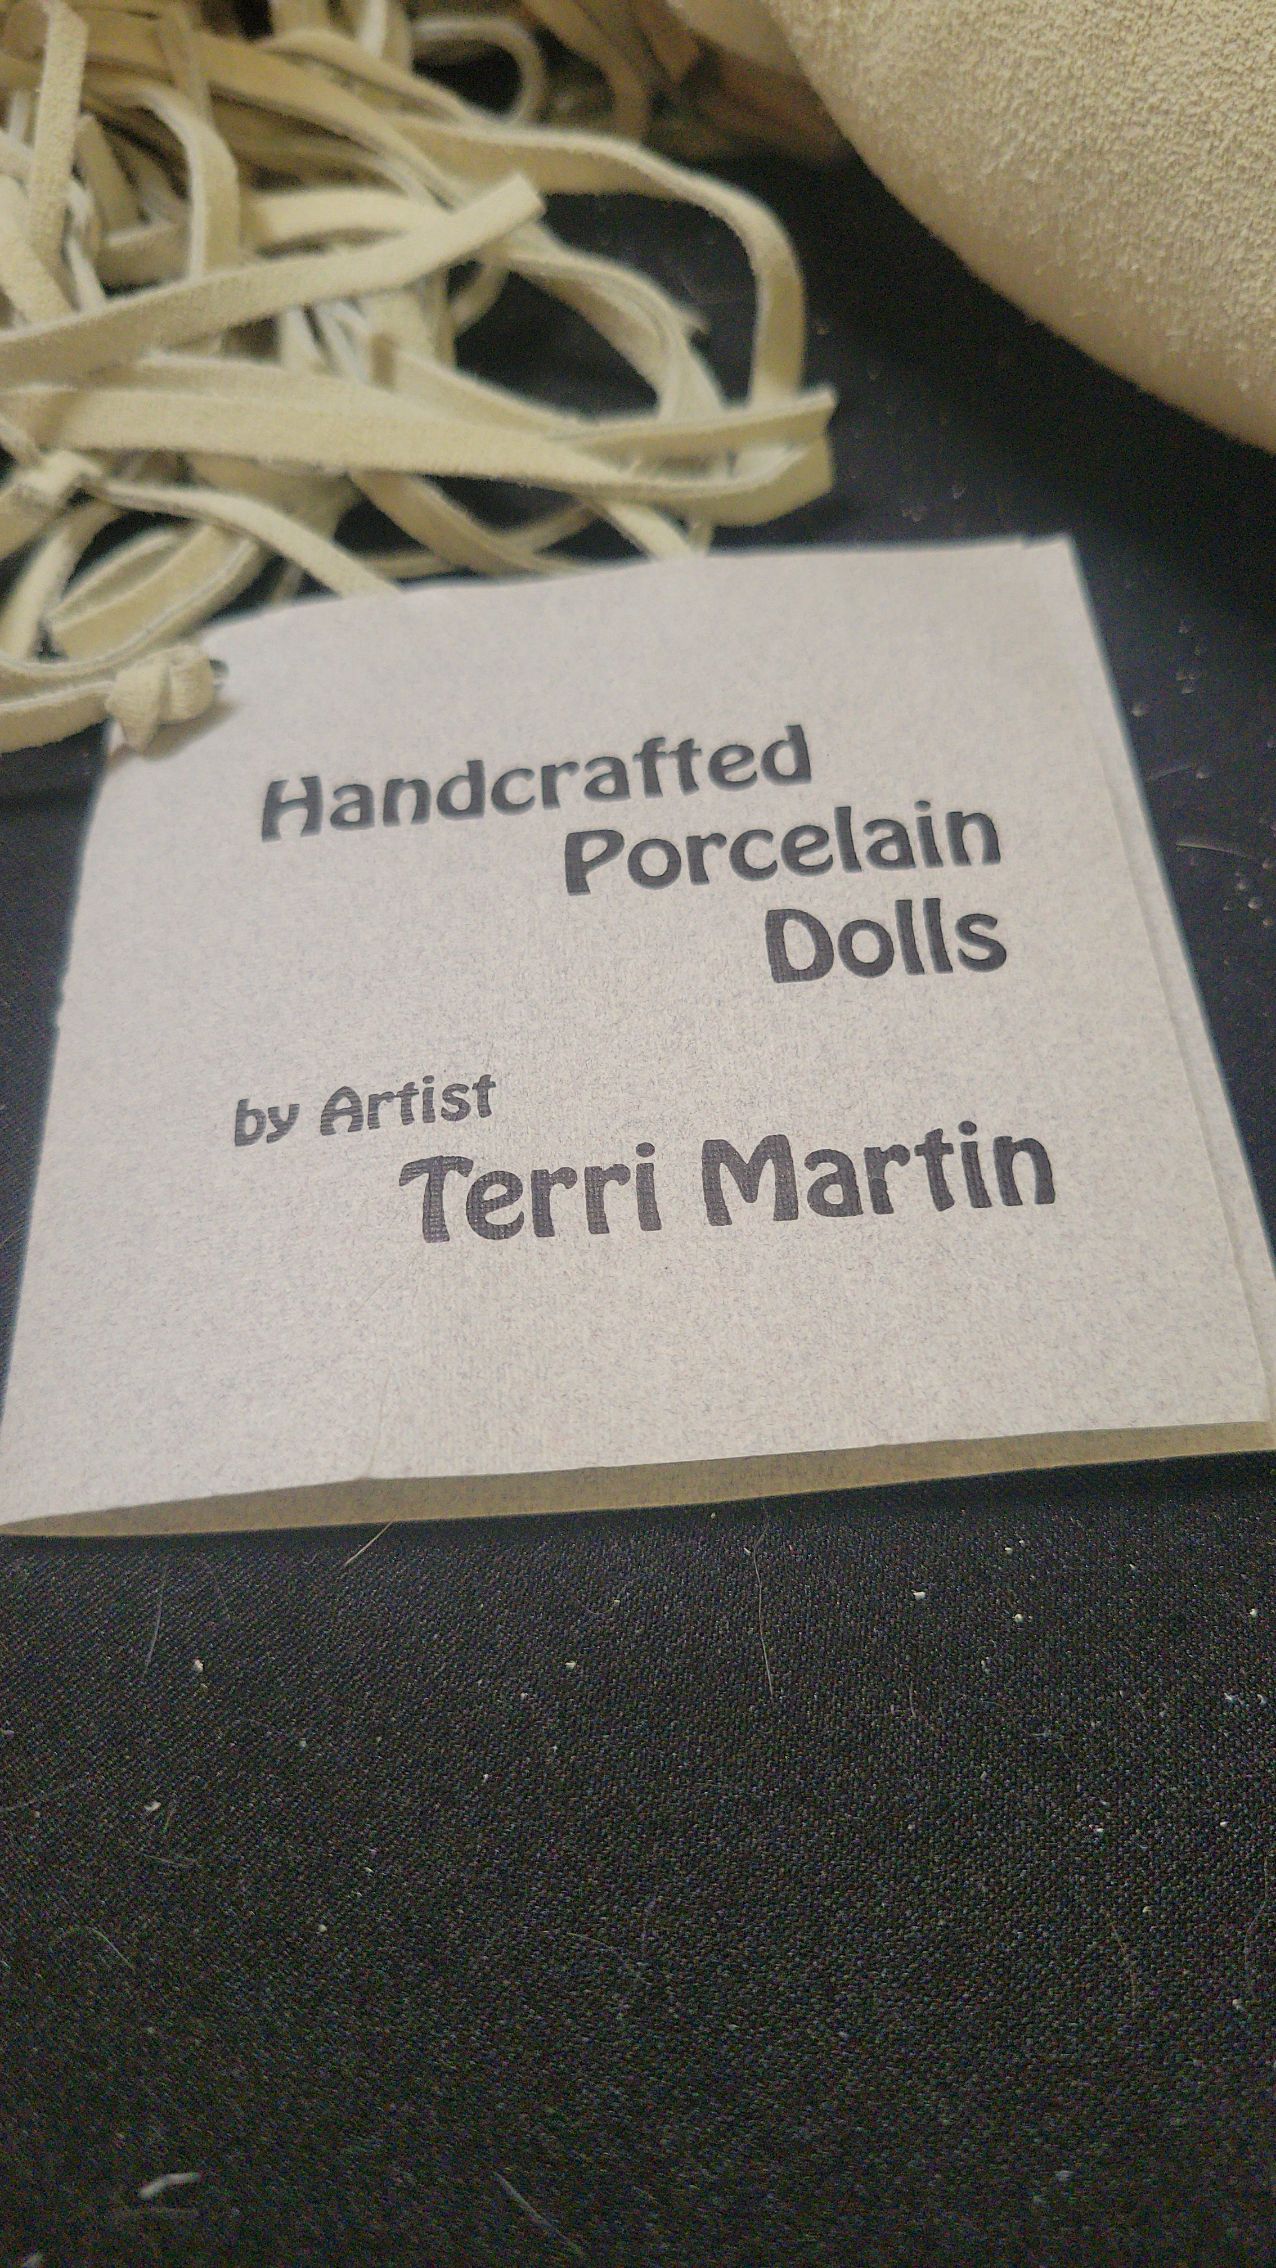 Handcrafted
Porcelain
Dolls
by Artist
Terri Martin